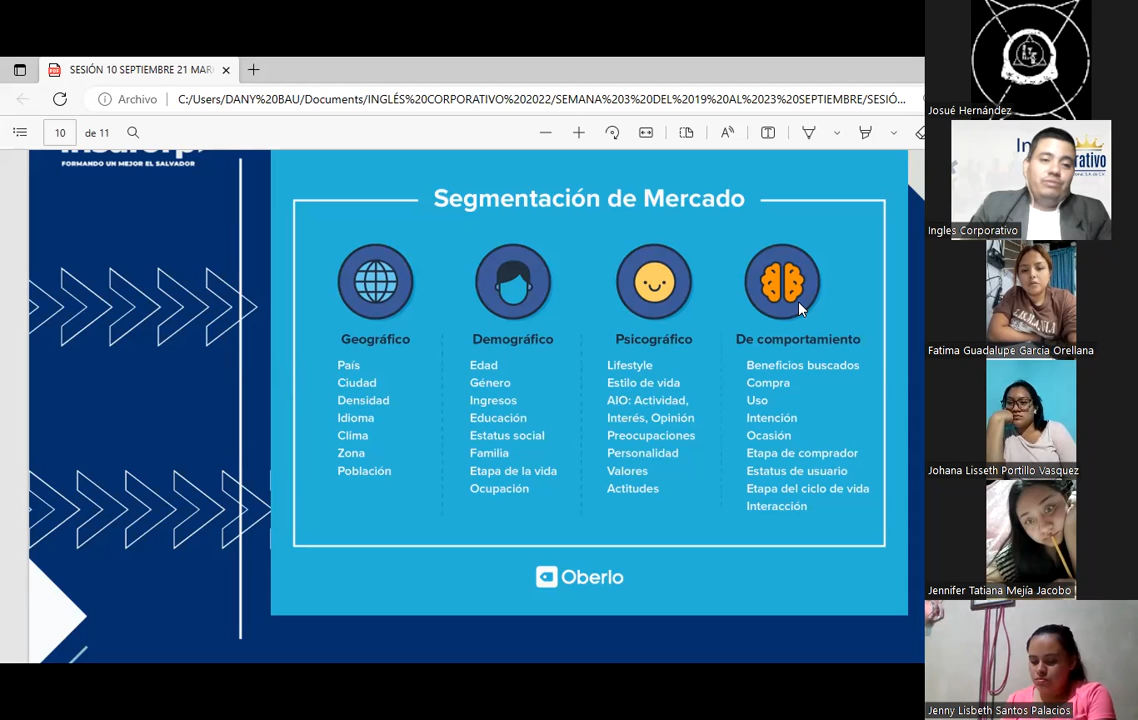 SESIÓN 10 SEPTIEMBRE 21 MAR
Archivo
C:/Users/DANY%20BAU/Documents/INGLÉS%20CORPORATIVO%202022/SEMANA%203%20DEL%2019%20AL%2023%20SEPTIEMBRE/SESIÓ...
10 de 11
FORMANDO UN MEJOR EL SALVADOR
Segmentación de Mercado
Geográfico
País
Ciudad
Densidad
Idioma
Clima
Zona
Población
Demográfico
Edad
Género
Ingresos
Educación
Estatus social
Familia
Etapa de la vida
Ocupación
Psicográfico
Lifestyle
Estilo de vida
AIO: Actividad,
Interés, Opinión
Preocupaciones
Personalidad
Valores
Actitudes
De comportamiento
Beneficios buscados
Compra
Uso
Intención
Ocasión
Etapa de comprador
Estatus de usuario
Etapa del ciclo de vida
Interacción
Oberlo
Josué Hernández
Ingles Corporativo
Fatima Guadalupe Garcia Orellana
Johana Lisseth Portillo Vasquez
Jennifer Tatiana Mejía Jacobo
Jenny Lisbeth Santos Palacios